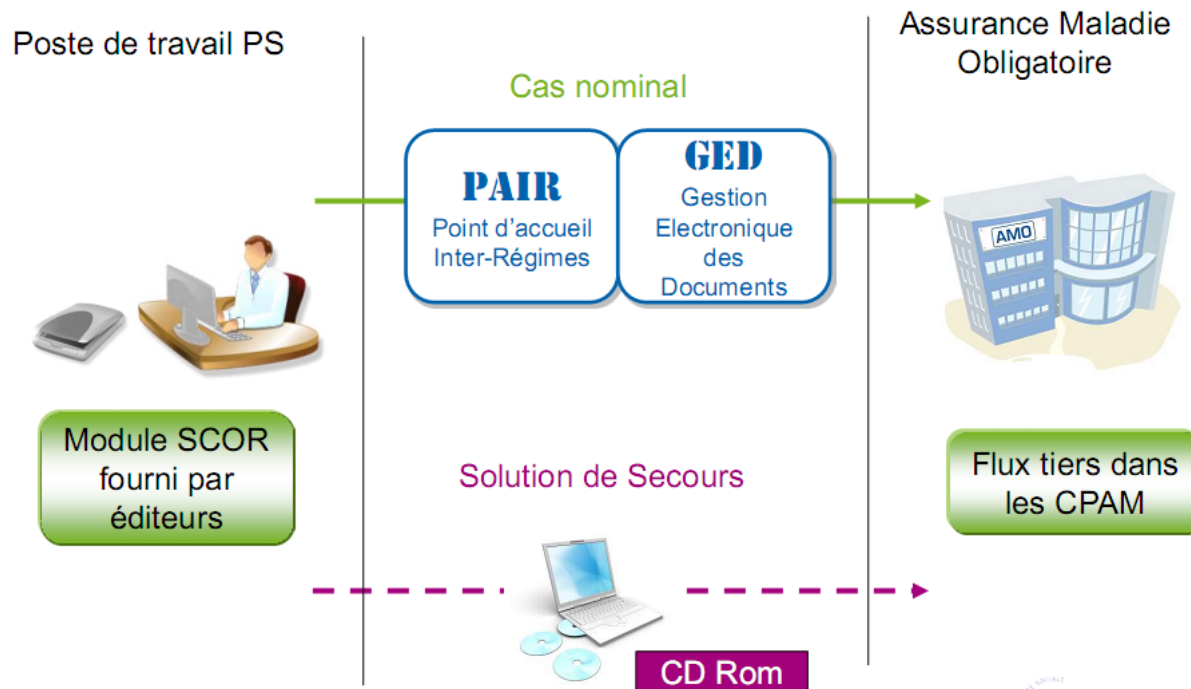 Poste de travail PS
Assurance Maladie
Obligatoire
Cas nominal
PAIR
Point d'accueil
Inter-Régimes
GED
Gestion
Electronique
des
Documents
AMO
Module SCOR
fourni par
éditeurs
Solution de Secours
Flux tiers dans
les CPAM
CD Rom